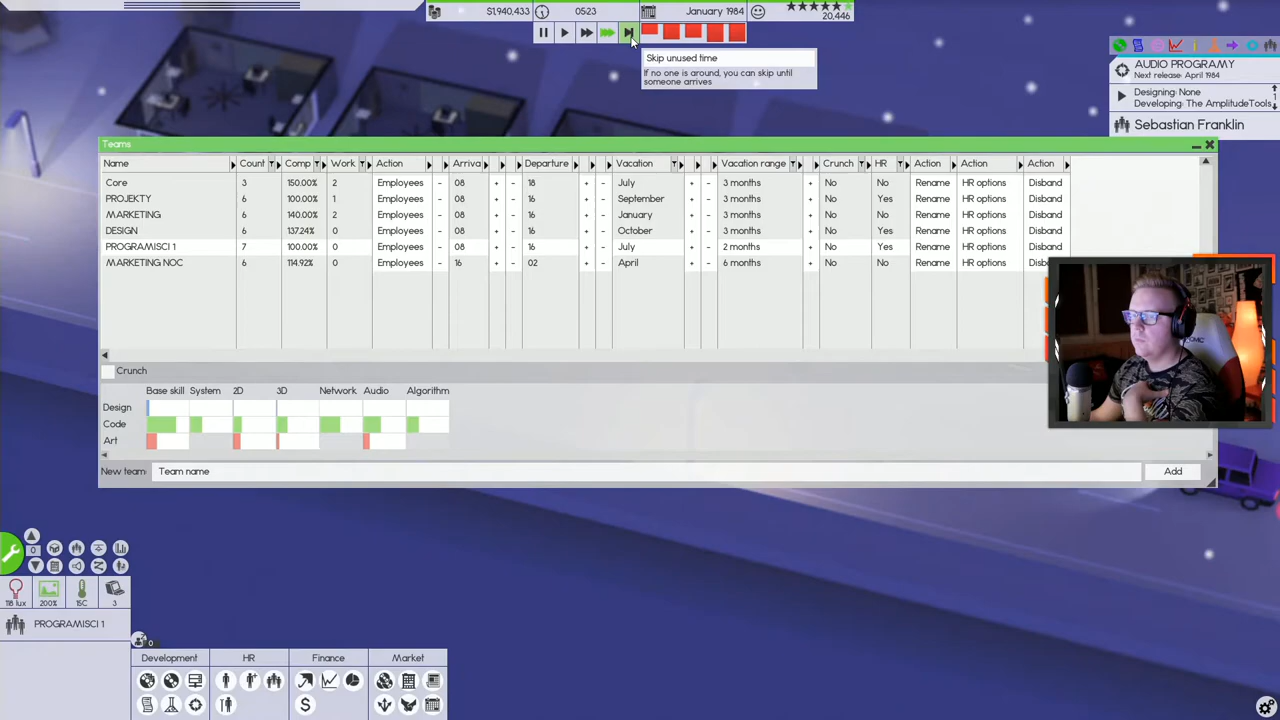 $1,940,433
0523
January 1984
20,446
Skip unused time
If no one is around, you can skip until
someone arrives
AUDIO PROGRAMY
Next release: April 1984
Designing: None
Developing: The AmplitudeTools,
1
Sebastian Franklin
Teams
Name Count Comp Work Action Arriva Departure Vacation Vacation range Crunch HR Action Action Action
Core 3 150.00% 2 Employees - 08 + - 18 + - July - + 3 months + No No Rename HR options Disband
PROJEKTY 6 100.00% 1 Employees - 08 + - 16 + - September - + 3 months + No Yes Rename HR options Disband
MARKETING 6 140.00% 2 Employees - 08 + - 16 + - January - + 3 months + No No Rename HR options Disband
DESIGN 6 137.24% 0 Employees - 08 + - 16 + - October - + 3 months + No Yes Rename HR options Disband
PROGRAMISCI 1 7 100.00% 0 Employees - 08 + - 16 + - July - + 2 months + No Yes Rename HR options Disband
MARKETING NOC 6 114.92% 0 Employees - 16 + - 02 + - April - + 6 months + No No Rename HR options Disba
Crunch
Base skill System 2D 3D Network Audio Algorithm
Design
Code
Art
New team: Team name Add
0
118 lux 200% 15C 3
PROGRAMISCI 1
0
Development HR Finance Market
$